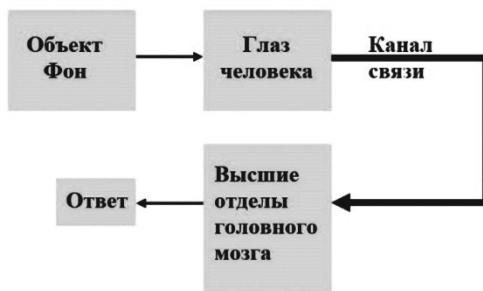 Объект
Фон
Глаз
человека
Канал
связи
Высшие
отделы
головного
мозга
Ответ